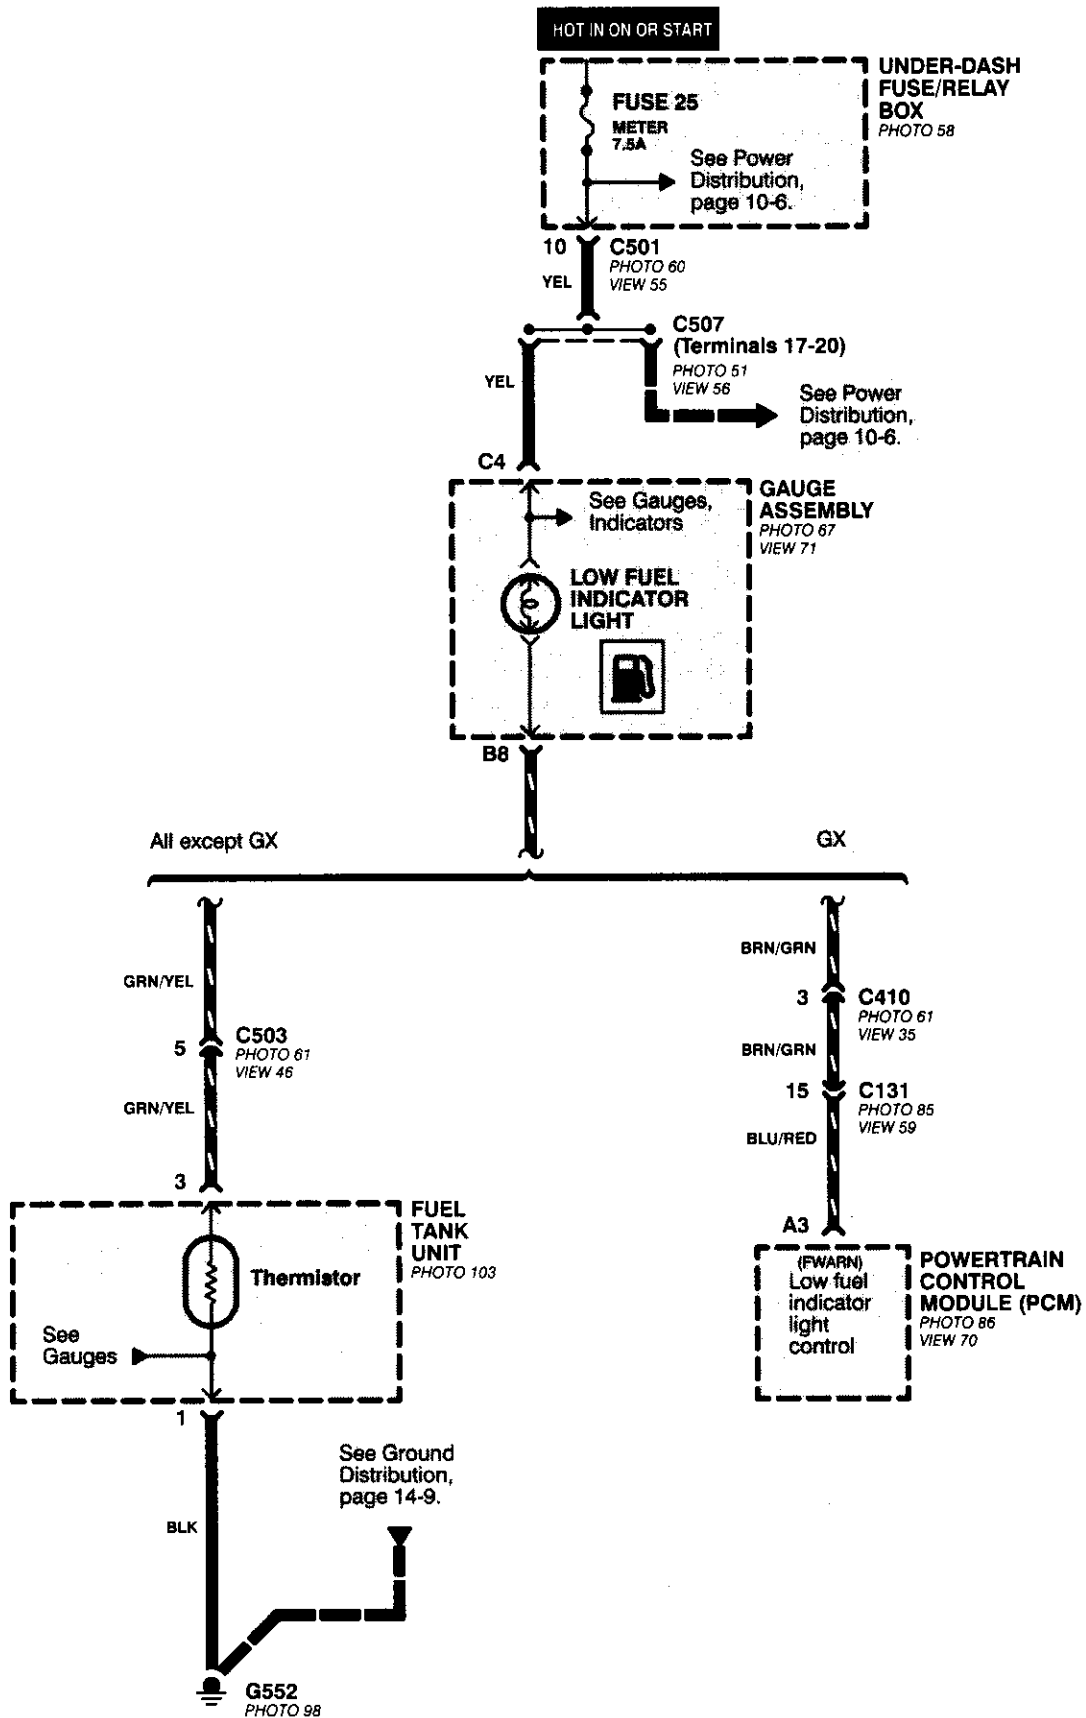 HOT IN ON OR START
UNDER-DASH
FUSE/RELAY
BOX
PHOTO 58
FUSE 25
METER
7.5A
See Power
Distribution,
page 10-6.
10
C501
PHOTO 60
VIEW 55
YEL
C507
(Terminals 17-20)
PHOTO 51
VIEW 56
YEL
See Power
Distribution,
page 10-6.
C4
GAUGE
ASSEMBLY
PHOTO 67
VIEW 71
See Gauges,
Indicators
LOW FUEL
INDICATOR
LIGHT
B8
All except GX
GX
GRN/YEL
5
C503
PHOTO 61
VIEW 46
GRN/YEL
3
FUEL
TANK
UNIT
PHOTO 103
Thermistor
See
Gauges
1
BLK
See Ground
Distribution,
page 14-9.
G552
PHOTO 98
BRN/GRN
3
C410
PHOTO 61
VIEW 35
BRN/GRN
15
C131
PHOTO 85
VIEW 59
BLU/RED
A3
(FWARN)
Low fuel
indicator
light
control
POWERTRAIN
CONTROL
MODULE (PCM)
PHOTO 86
VIEW 70